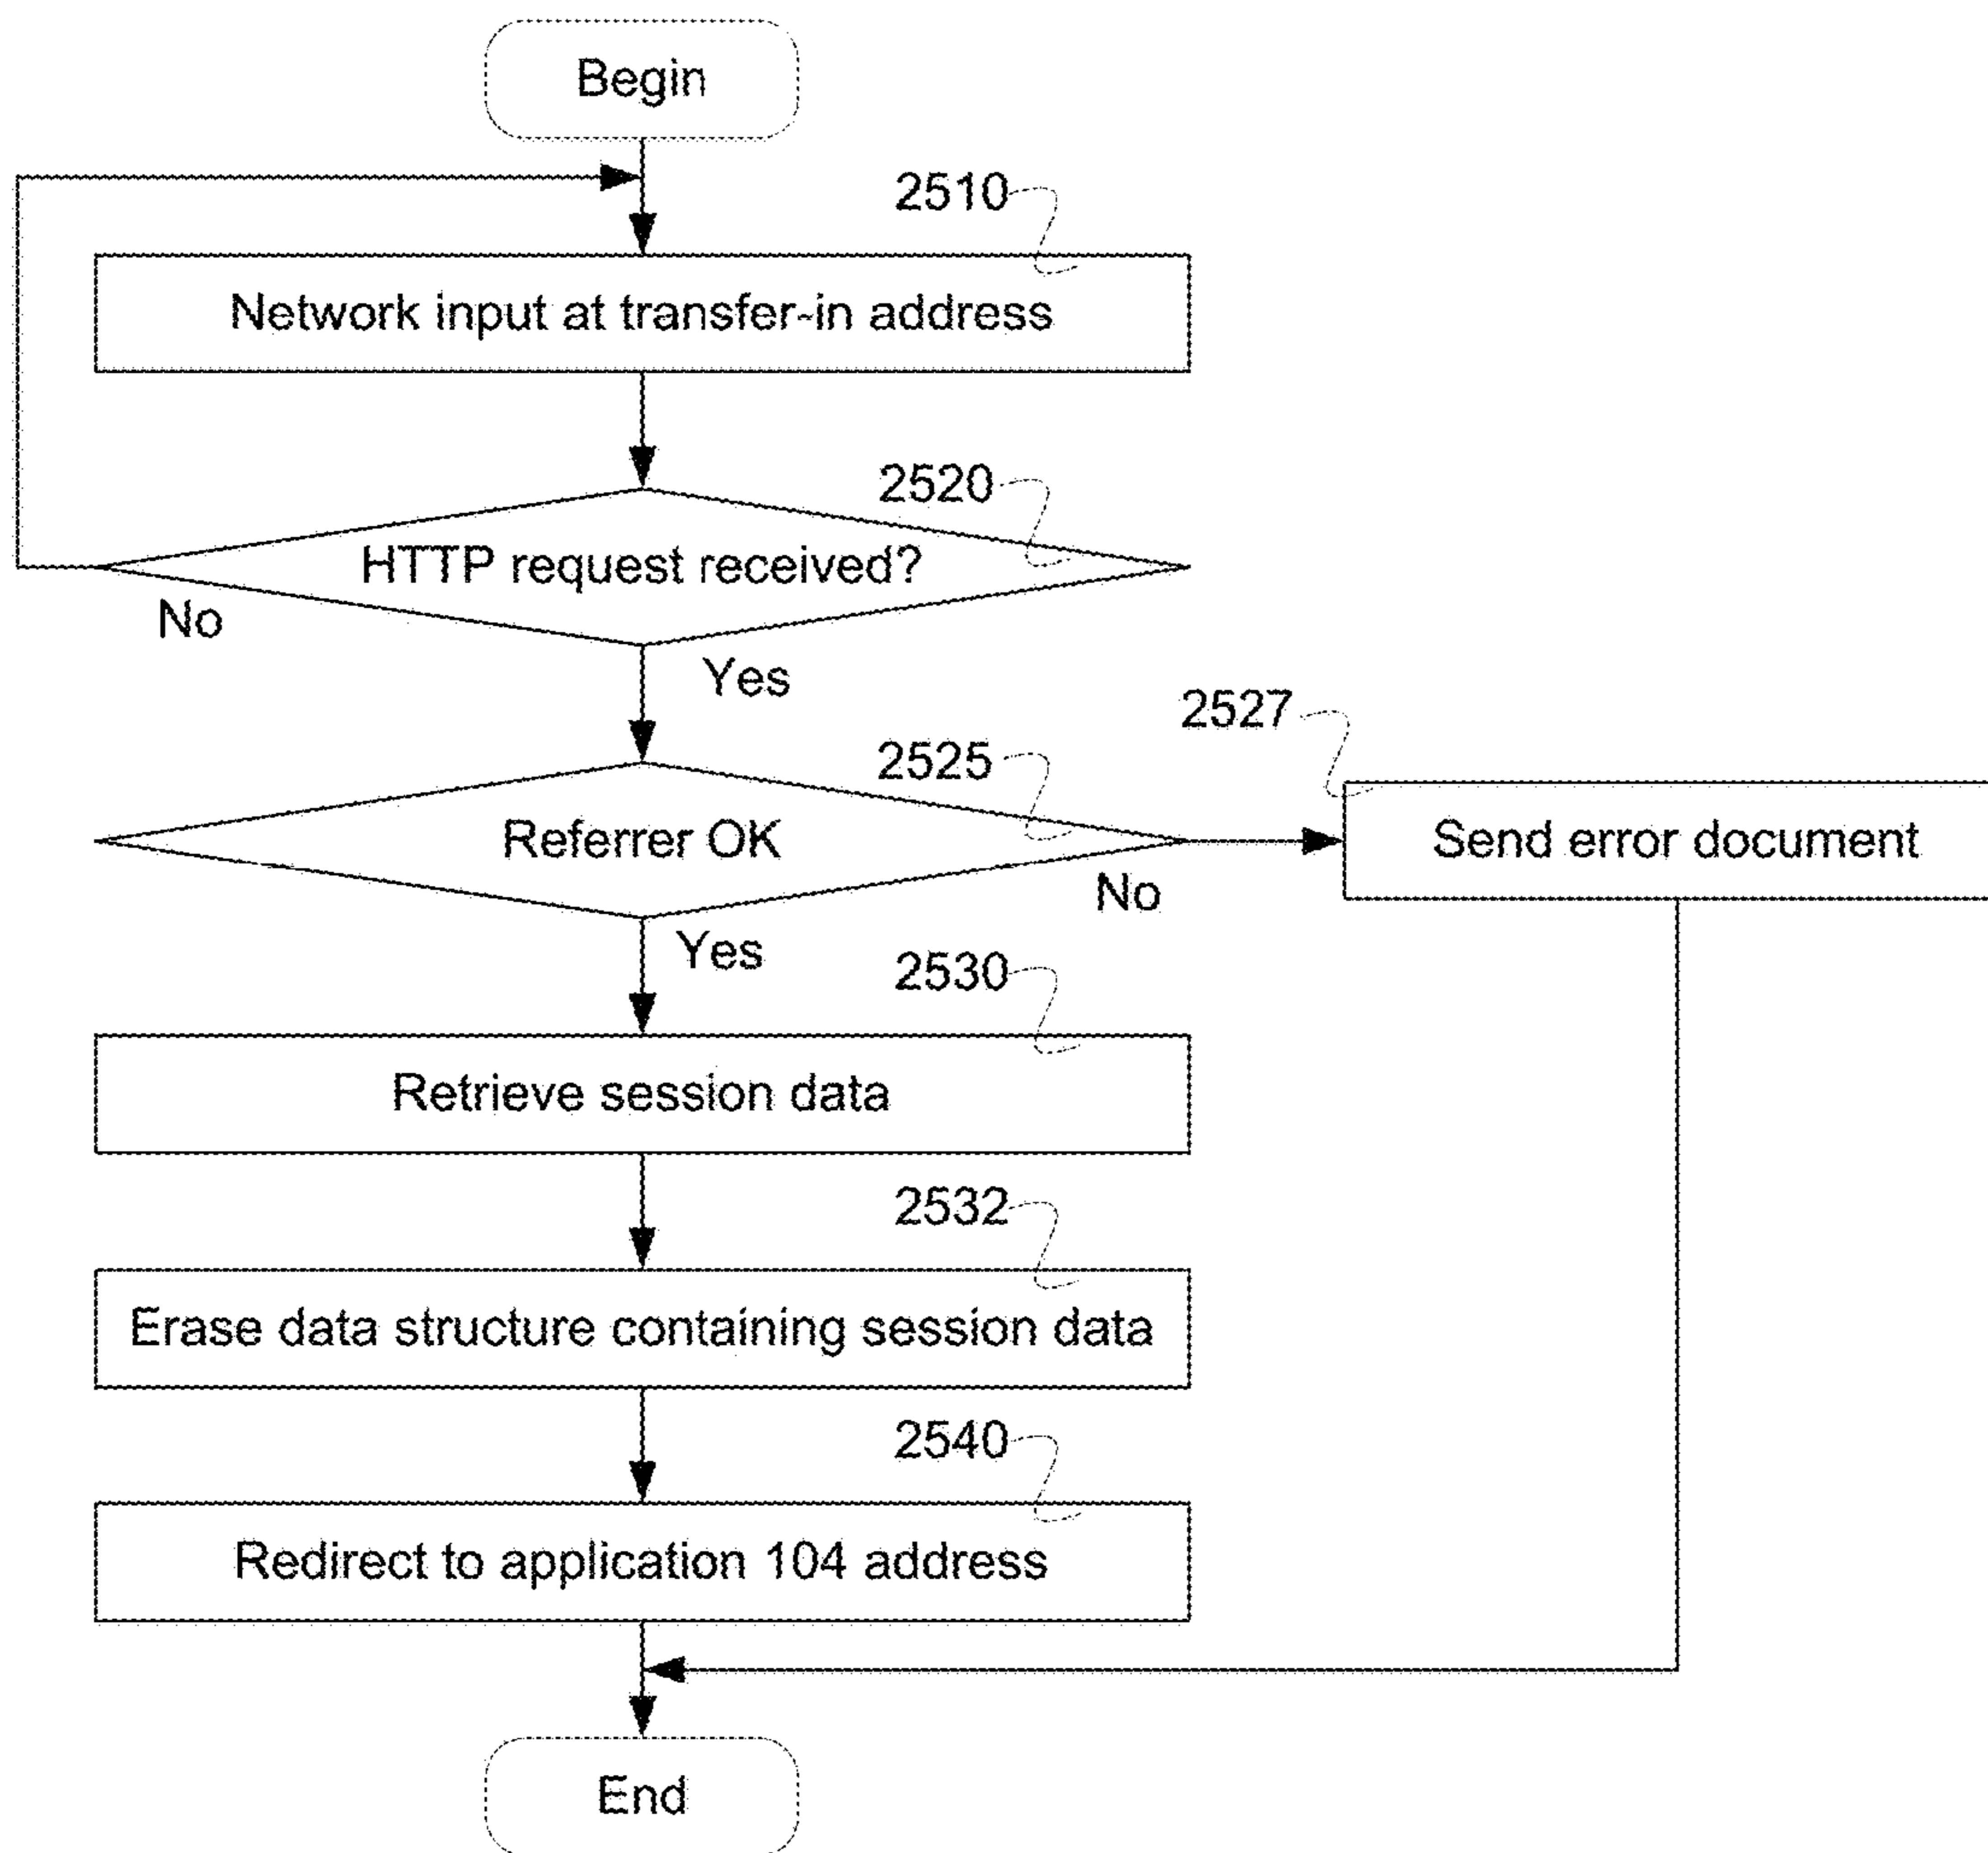 Begin
2510
Network input at transfer-in address
2520
HTTP request received?
No
Yes
2527
2525
Referrer OK
Send error document
No
Yes
2530
Retrieve session data
2532
Erase data structure containing session data
2540
Redirect to application 104 address
End